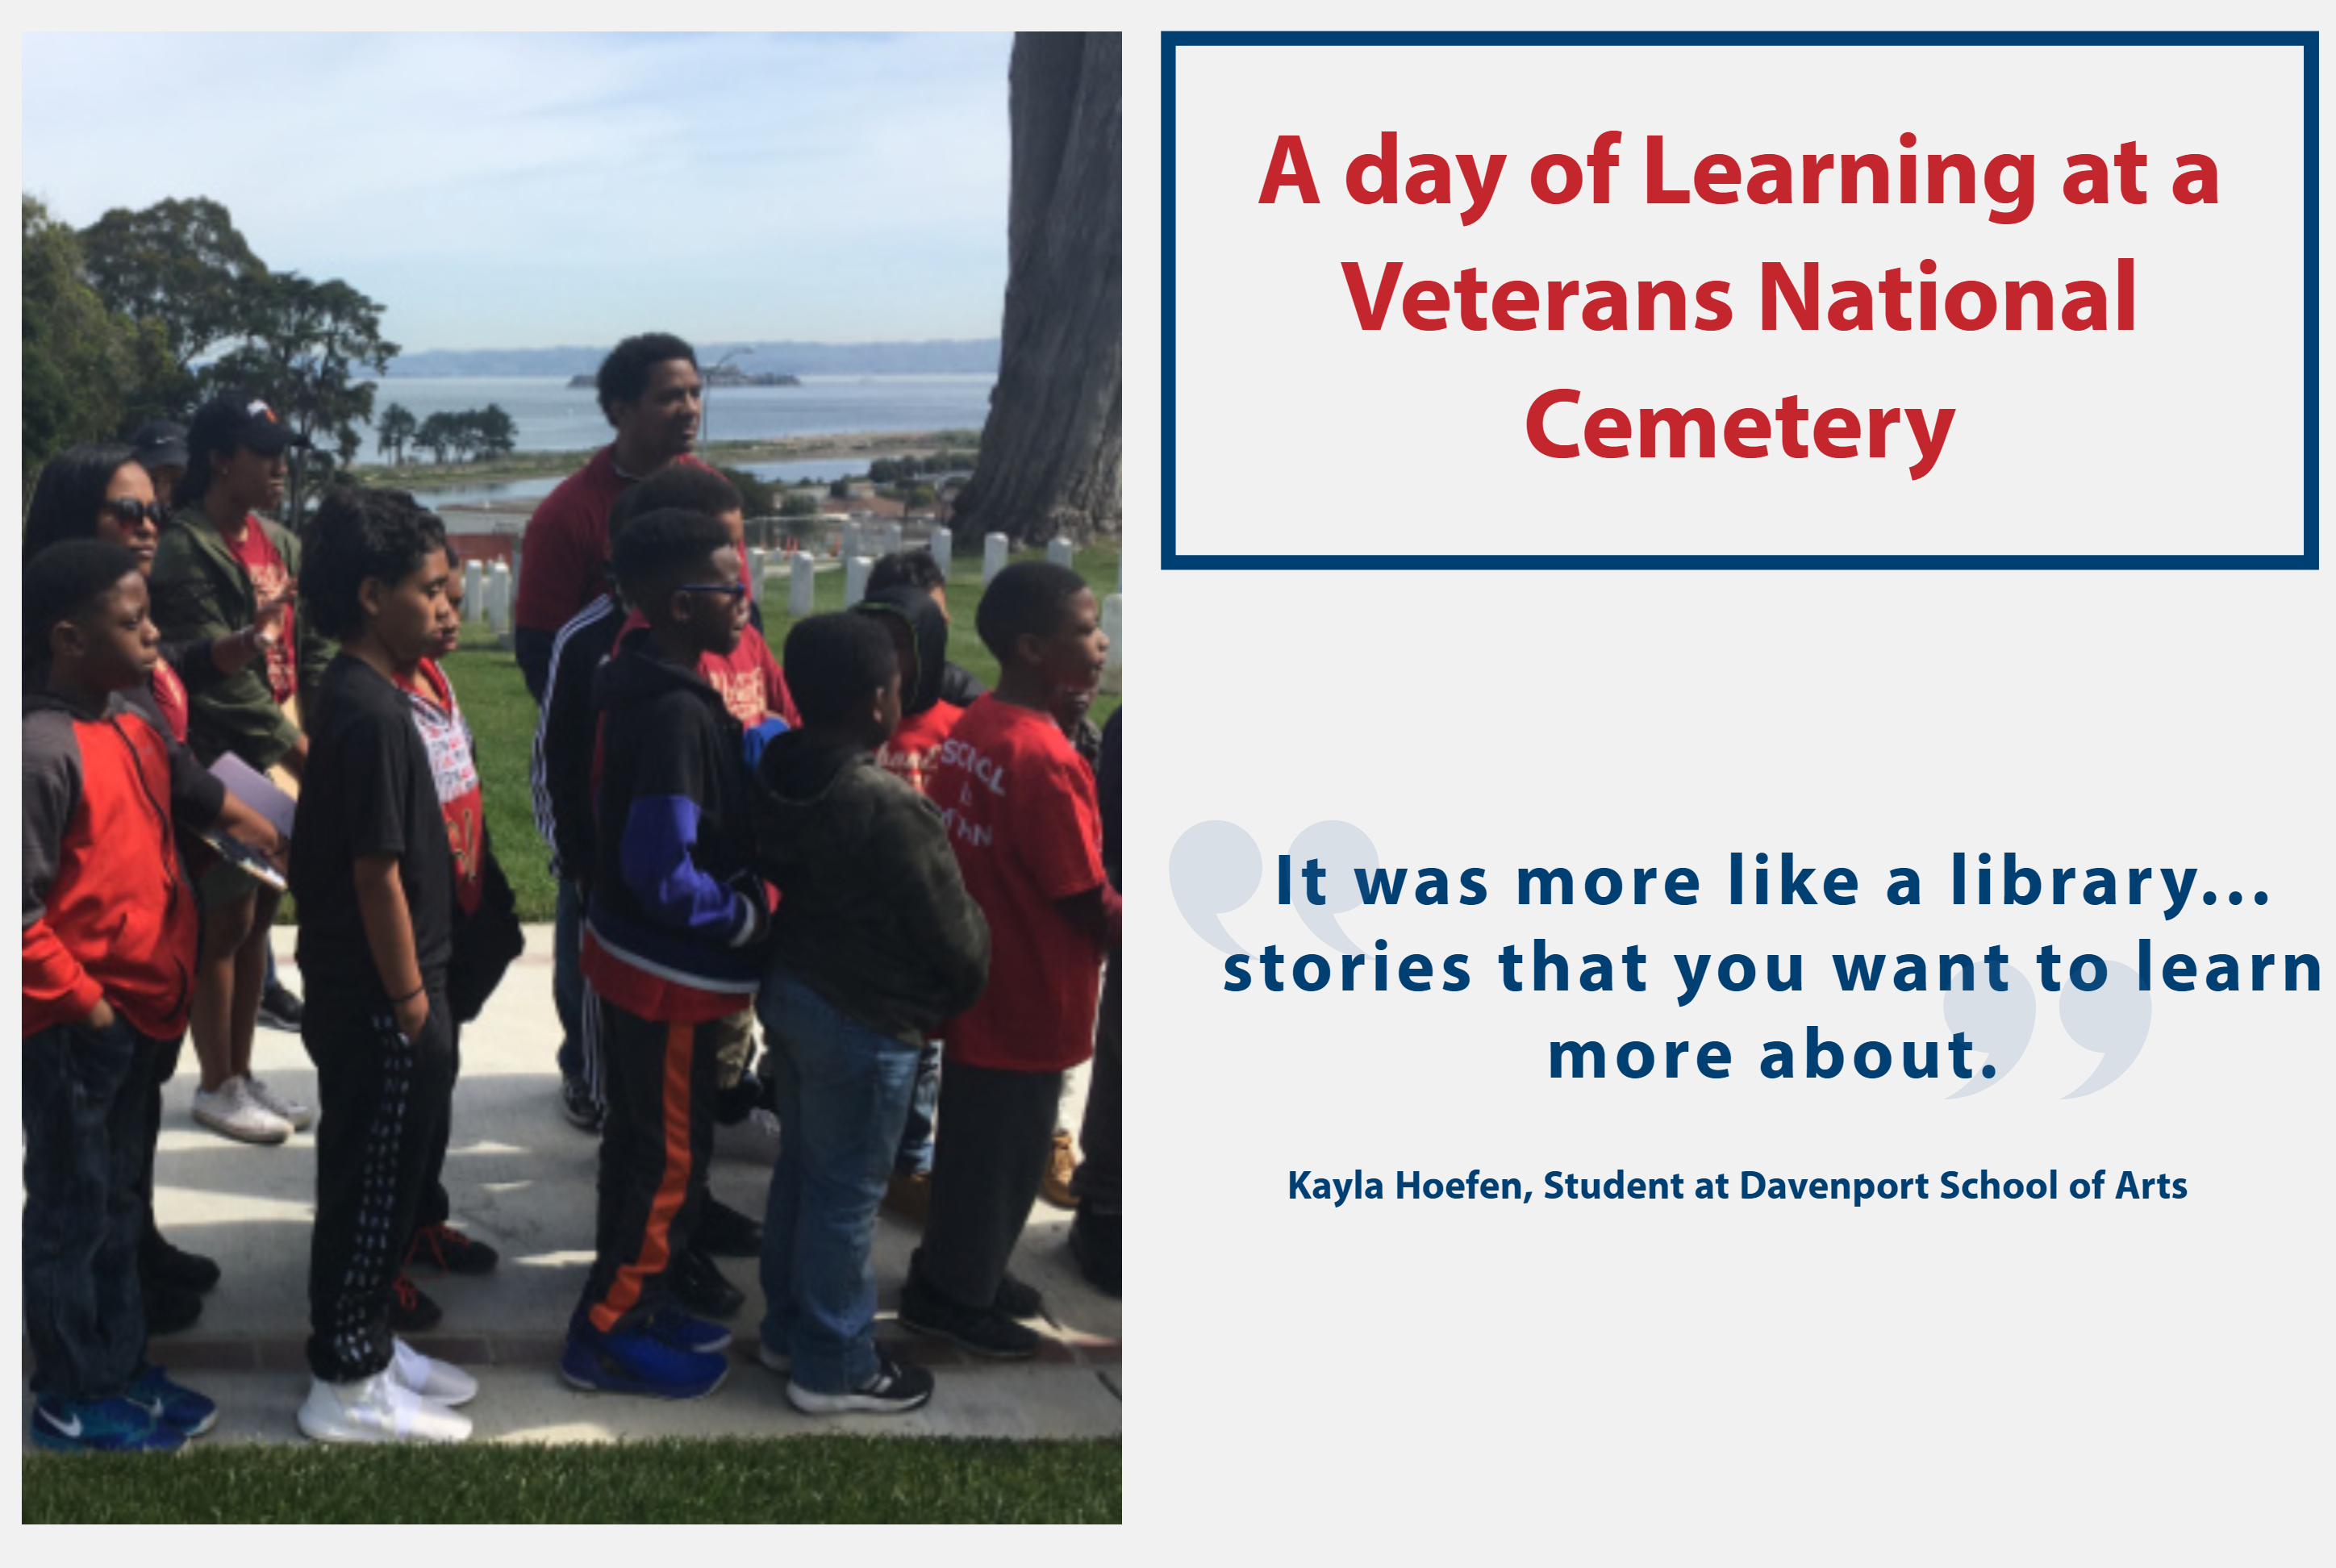 A day of Learning at a
Veterans National
Cemetery
It was more like a library...
stories that you want to learn
more about.
Kayla Hoefen, Student at Davenport School of Arts